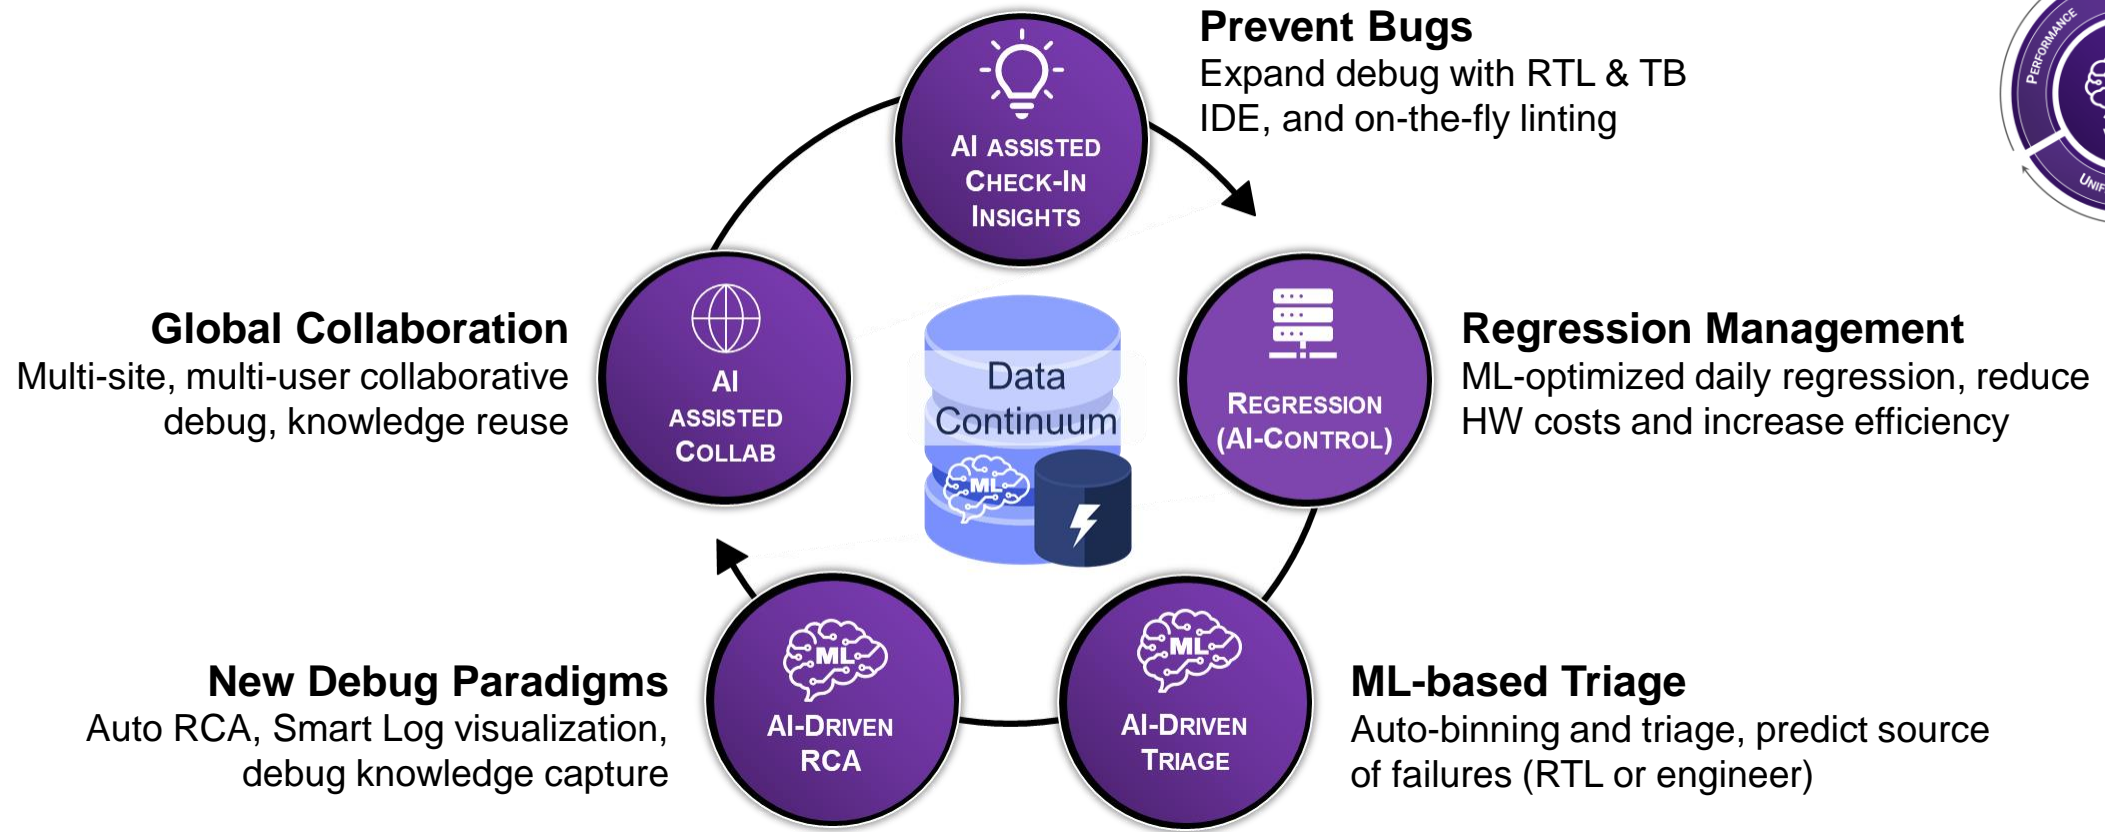 Prevent Bugs
Expand debug with RTL & TB
IDE, and on-the-fly linting
PERFORMANCE
AI ASSISTED
CHECK-IN
INSIGHTS
Global Collaboration
Multi-site, multi-user collaborative
debug, knowledge reuse
AI
ASSISTED
COLLAB
Data
Continuum
ML
REGRESSION
(AI-CONTROL)
Regression Management
ML-optimized daily regression, reduce
HW costs and increase efficiency
New Debug Paradigms
Auto RCA, Smart Log visualization,
debug knowledge capture
ML
AI-DRIVEN
RCA
ML
AI-DRIVEN
TRIAGE
ML-based Triage
Auto-binning and triage, predict source
of failures (RTL or engineer)